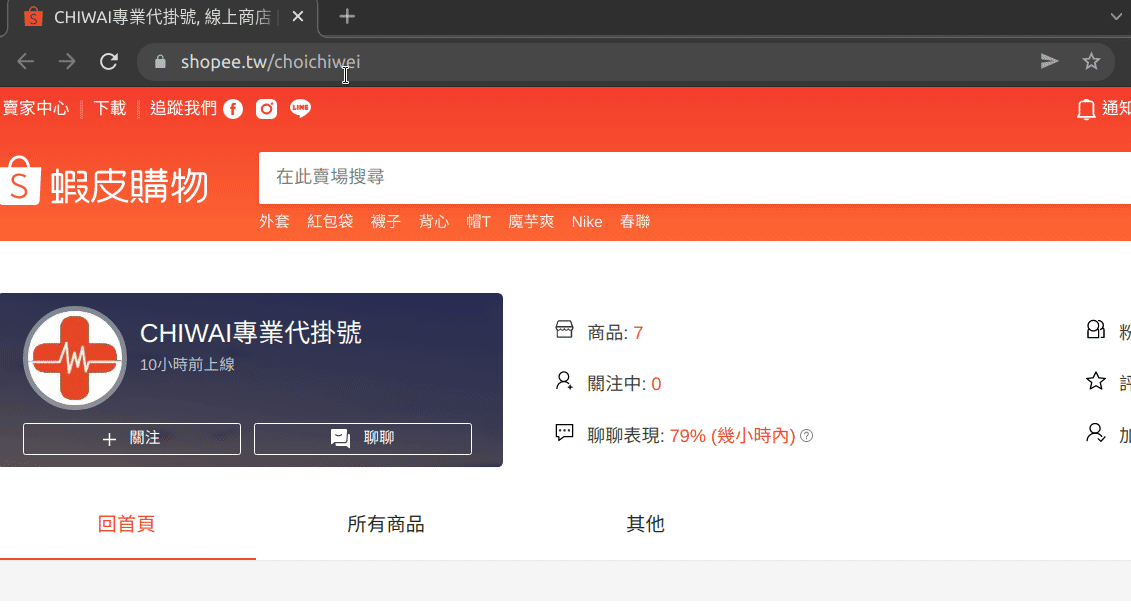 CHIWAI專業代掛號, 線上商店
shopee.tw/choichiwei
賣家中心 下載 追蹤我們 LINE 通知
S 蝦皮購物
在此賣場搜尋
外套 紅包袋 襪子 背心 帽T 魔芋爽 Nike 春聯
CHIWAI專業代掛號
10小時前上線
+ 關注 聊聊
商品: 7
粉
關注中: 0
評
聊聊表現: 79% (幾小時內) ?
加
回首頁 所有商品 其他